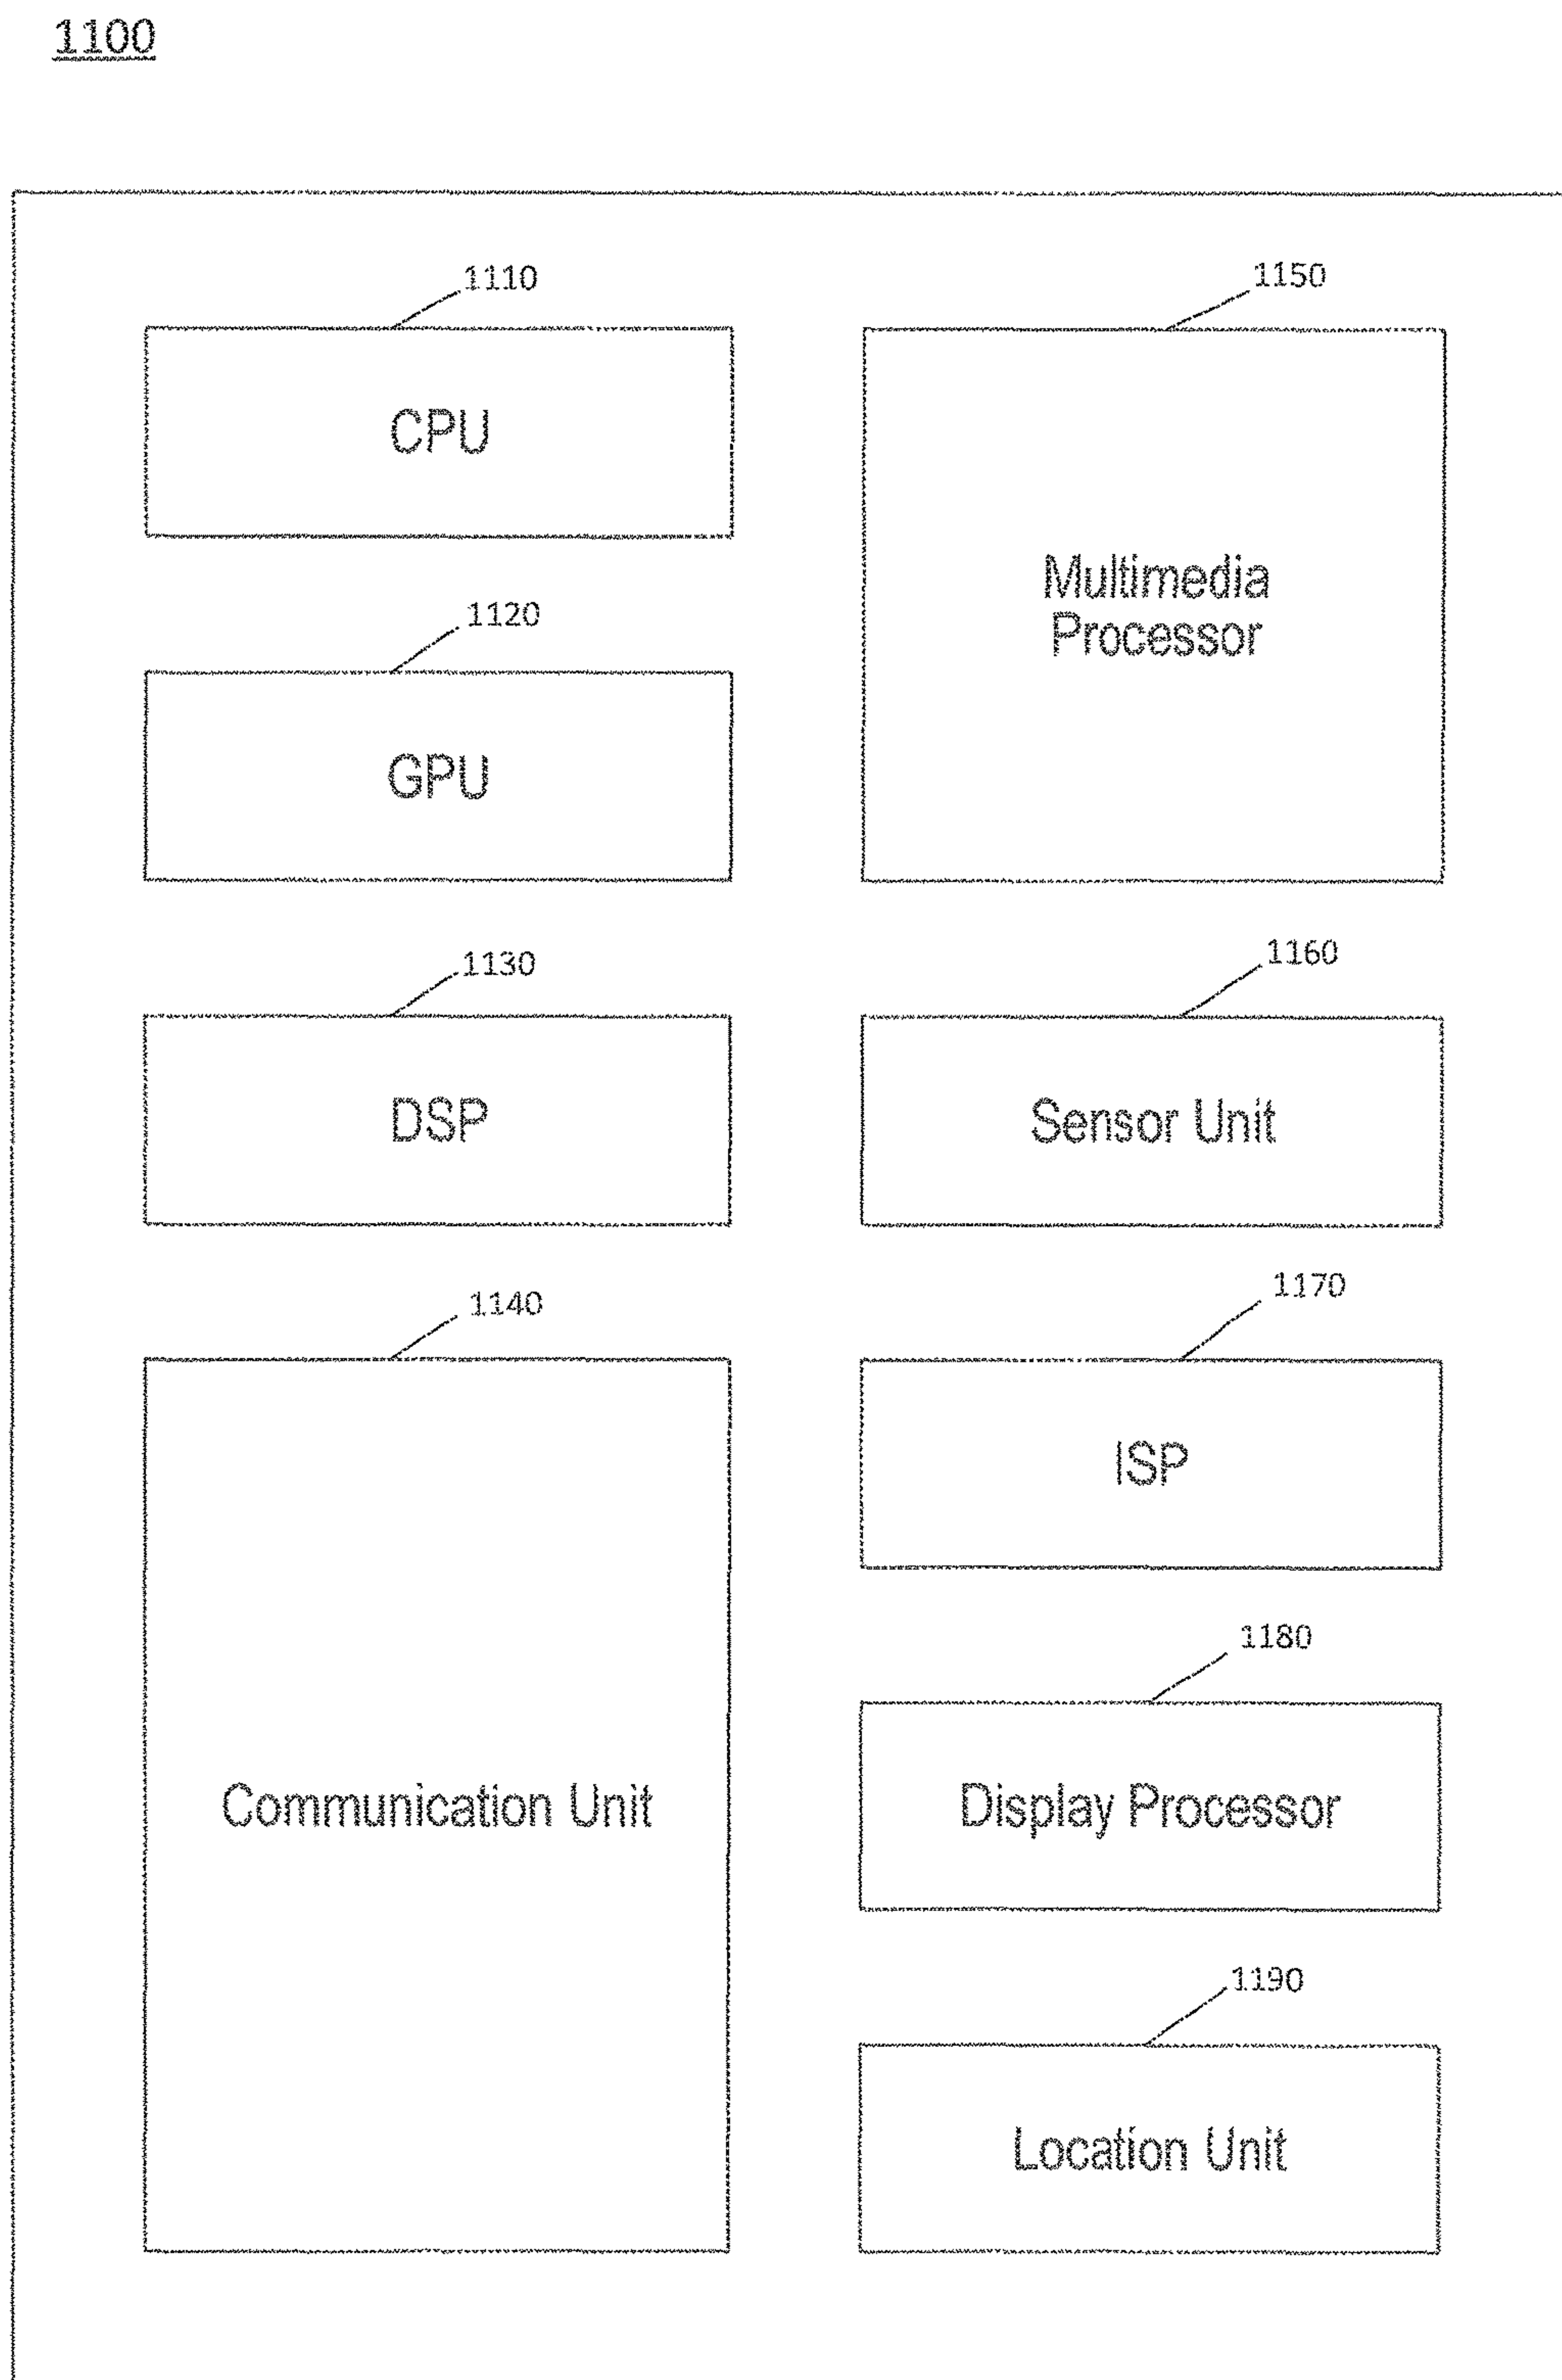 1100
1110
CPU
1120
GPU
1130
DSP
1140
Communication Unit
1150
Multimedia
Processor
1160
Sensor Unit
1170
ISP
1180
Display Processor
1190
Location Unit